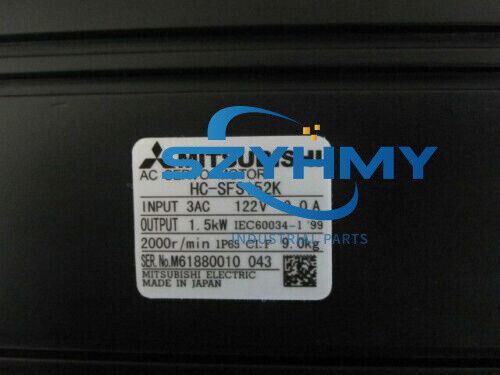 MITSUBISHI
SZYHMY
AC SERVO MOTOR
HC-SFS152K
INPUT 3AC 122V A
INDUSTRIAL PARTS
OUTPUT 1.5kW IEC60034-1 '99
2000r/min IP65 Cl.F 9.0kg
SER.No.M61880010 043
MITSUBISHI ELECTRIC
MADE IN JAPAN